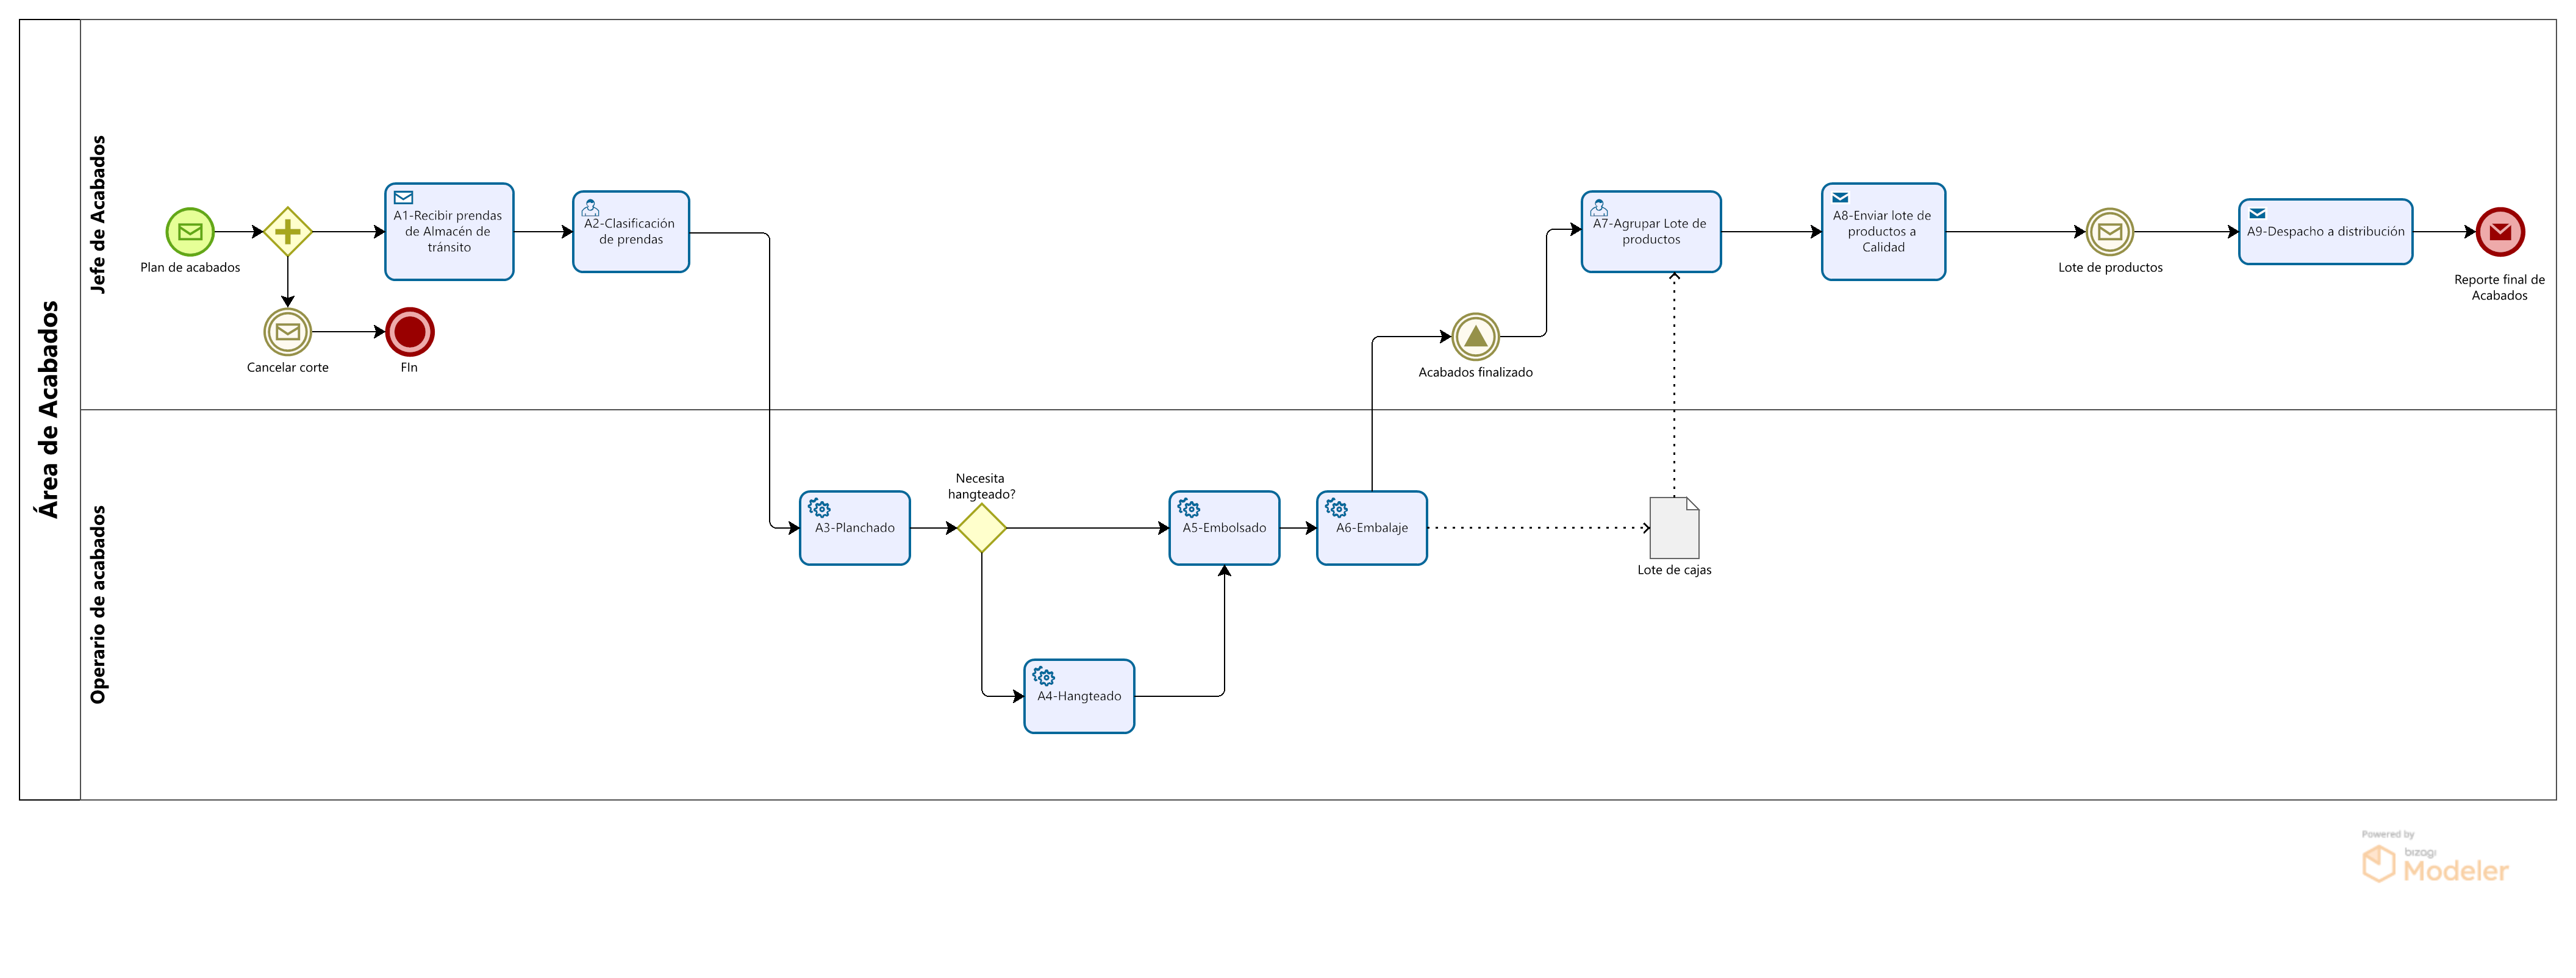 Área de Acabados
Jefe de Acabados
Plan de acabados
Cancelar corte
FIn
A1-Recibir prendas
de Almacén de
tránsito
A2-Clasificación
de prendas
Acabados finalizado
A7-Agrupar Lote de
productos
A8-Enviar lote de
productos a
Calidad
Lote de productos
A9-Despacho a distribución
Reporte final de
Acabados
Operario de acabados
A3-Planchado
Necesita
hangteado?
A4-Hangteado
A5-Embolsado
A6-Embalaje
Lote de cajas
Powered by
bizagi
Modeler